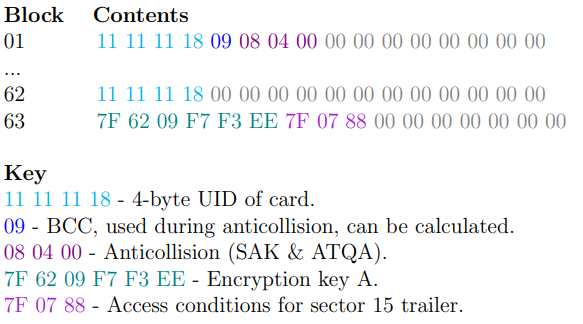 Block Contents
01 11 11 11 18 09 08 04 00 00 00 00 00 00 00 00 00
...
62 11 11 11 18 00 00 00 00 00 00 00 00 00 00 00 00
63 7F 62 09 F7 F3 EE 7F 07 88 00 00 00 00 00 00 00
Key
11 11 11 18 - 4-byte UID of card.
09 - BCC, used during anticollision, can be calculated.
08 04 00 - Anticollision (SAK & ATQA).
7F 62 09 F7 F3 EE - Encryption key A.
7F 07 88 - Access conditions for sector 15 trailer.